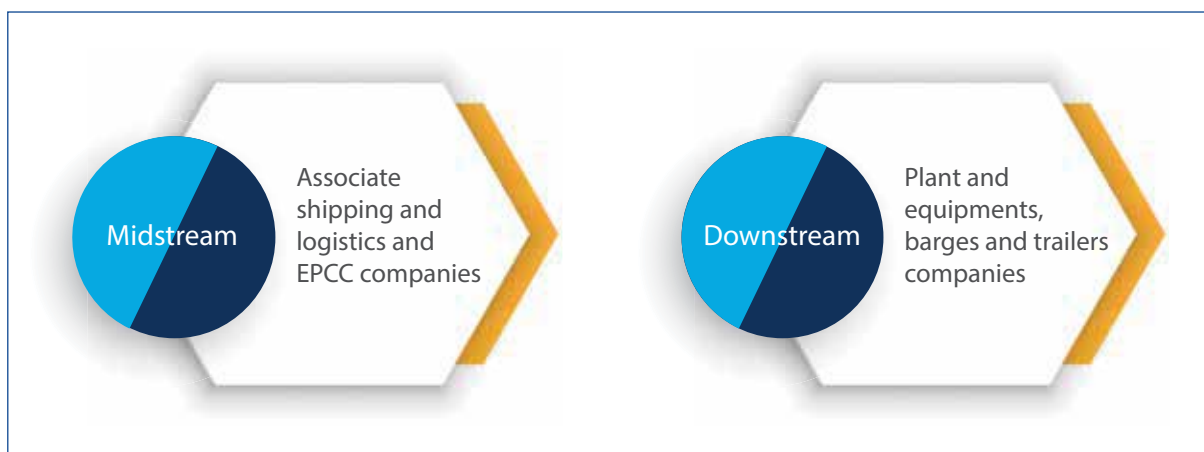 Midstream
Associate
shipping and
logistics and
EPCC companies
Downstream
Plant and
equipments,
barges and trailers
companies